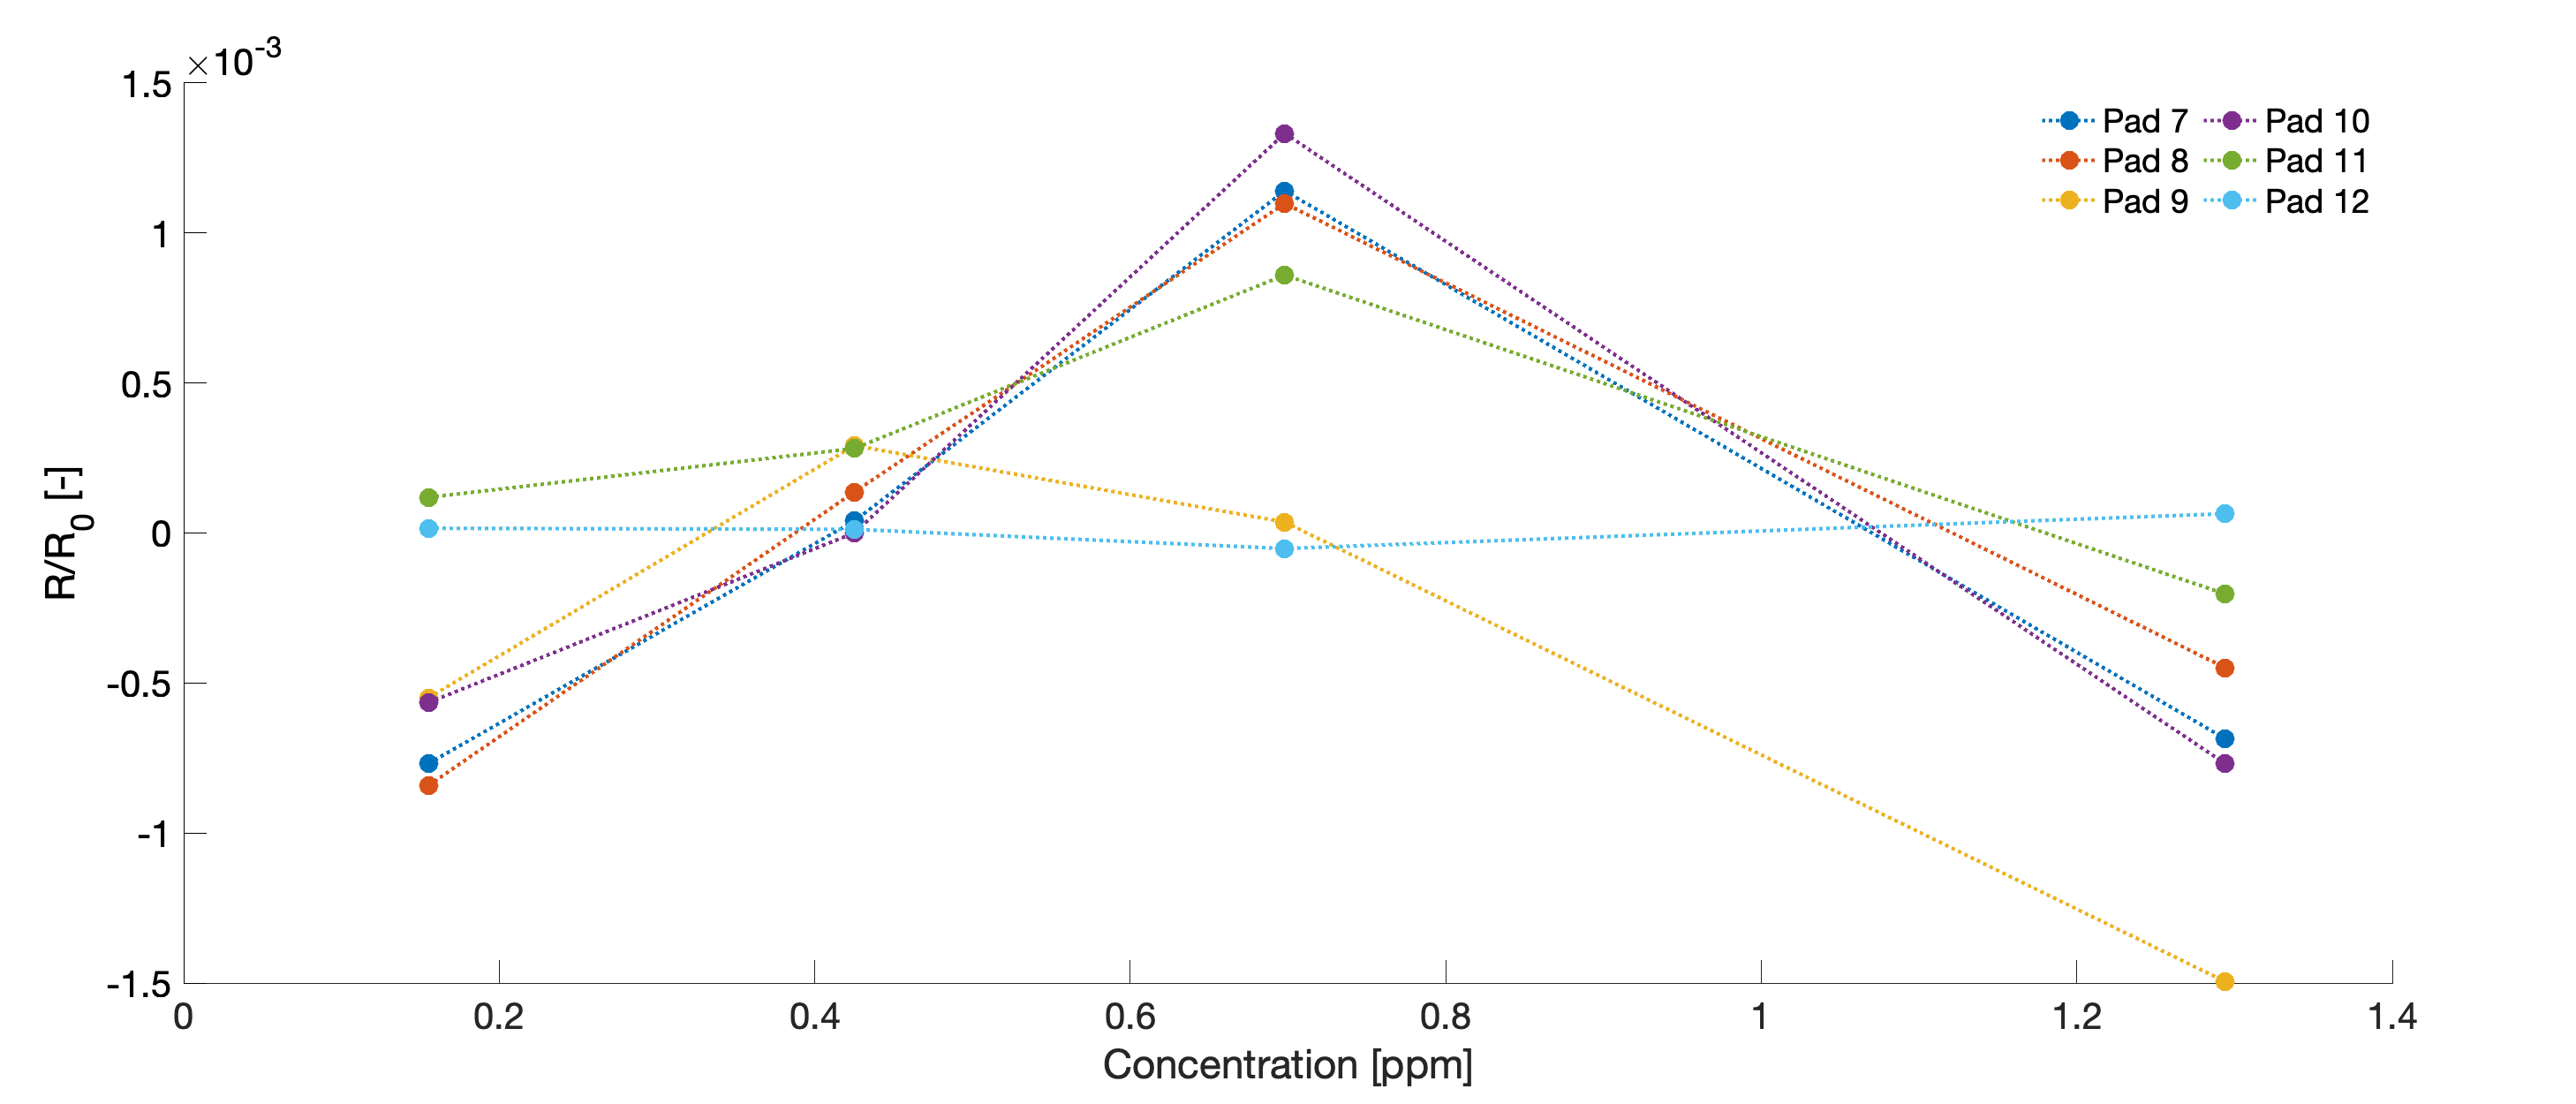 ×10⁻³
1.5
1
0.5
0
-0.5
-1
-1.5
R/R₀ [-]
0 0.2 0.4 0.6 0.8 1 1.2 1.4
Concentration [ppm]
Pad 7 Pad 10
Pad 8 Pad 11
Pad 9 Pad 12